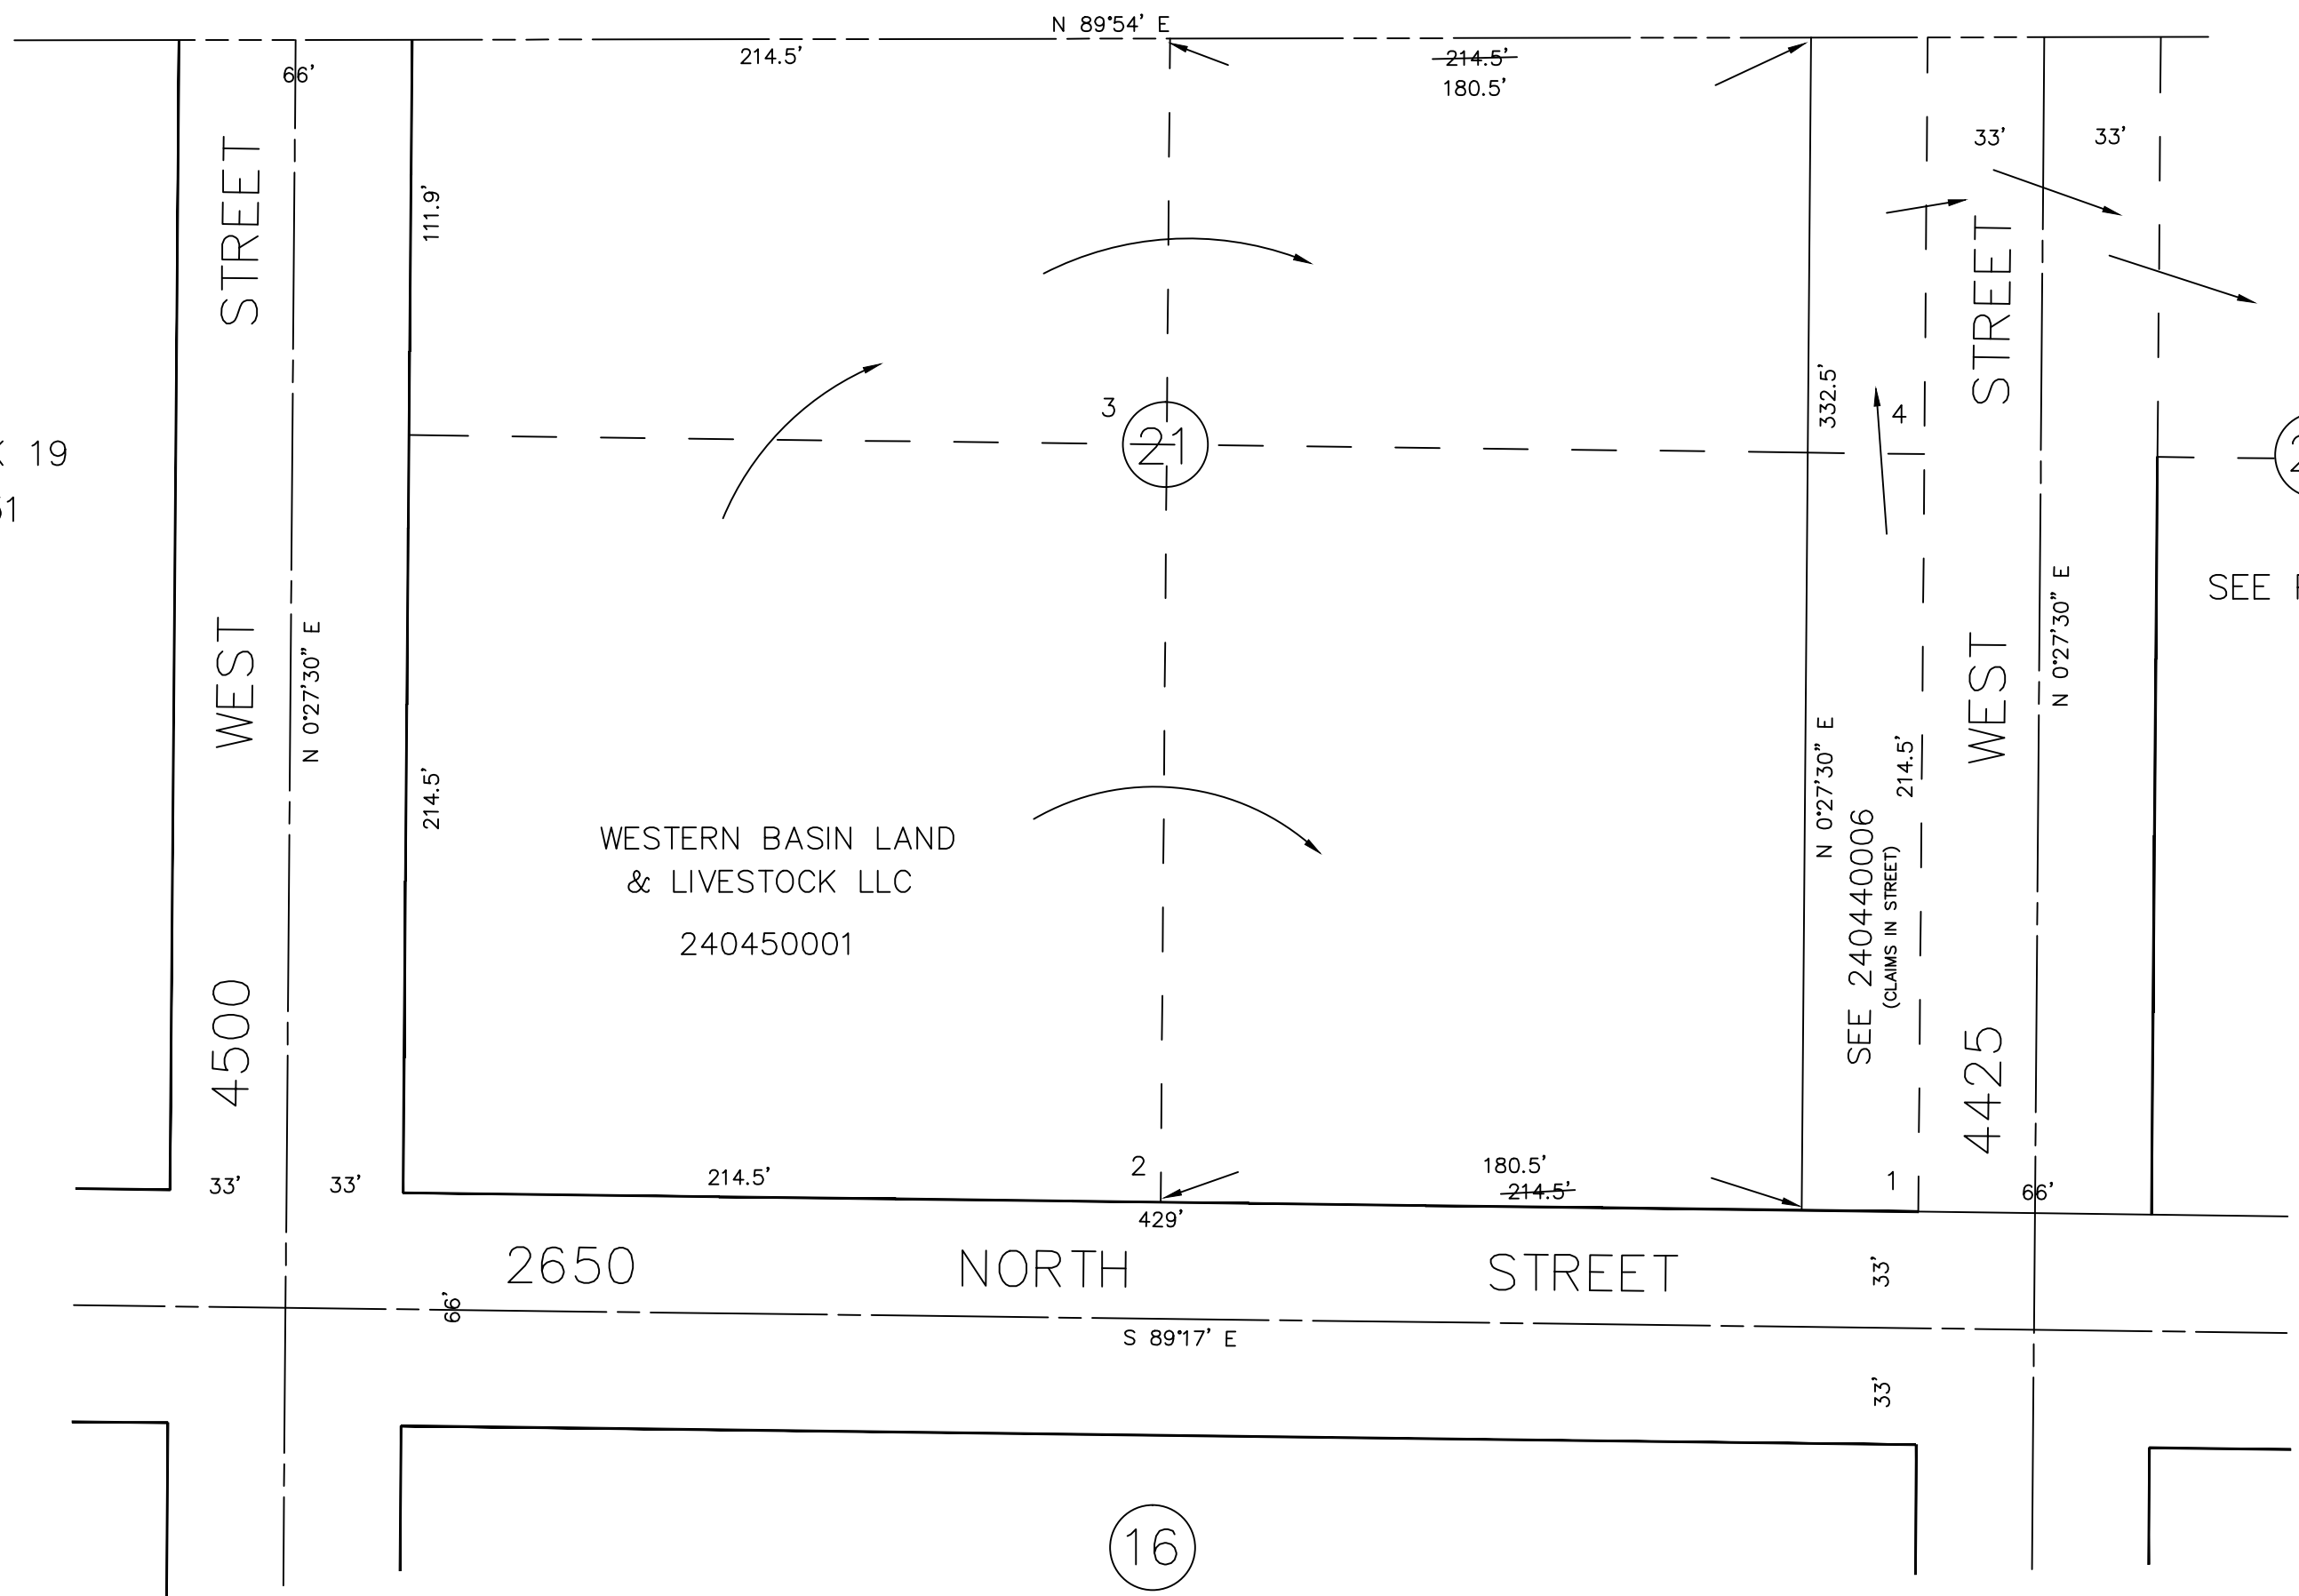 N 89°54' E
214.5'
214.5'
180.5'
66'
33'
33'
STREET
WEST
4500
111.9'
N 0°27'30" E
214.5'
3
21
4
332.5'
19
STREET
WEST
4425
N 0°27'30" E
SEE
N 0°27'30" E
214.5'
SEE 240440006
(CLAIMS IN STREET)
WESTERN BASIN LAND
& LIVESTOCK LLC
240450001
33'
33'
214.5'
2
180.5'
214.5'
1
66'
429'
2650 NORTH STREET
33'
66'
S 89°17' E
33'
16